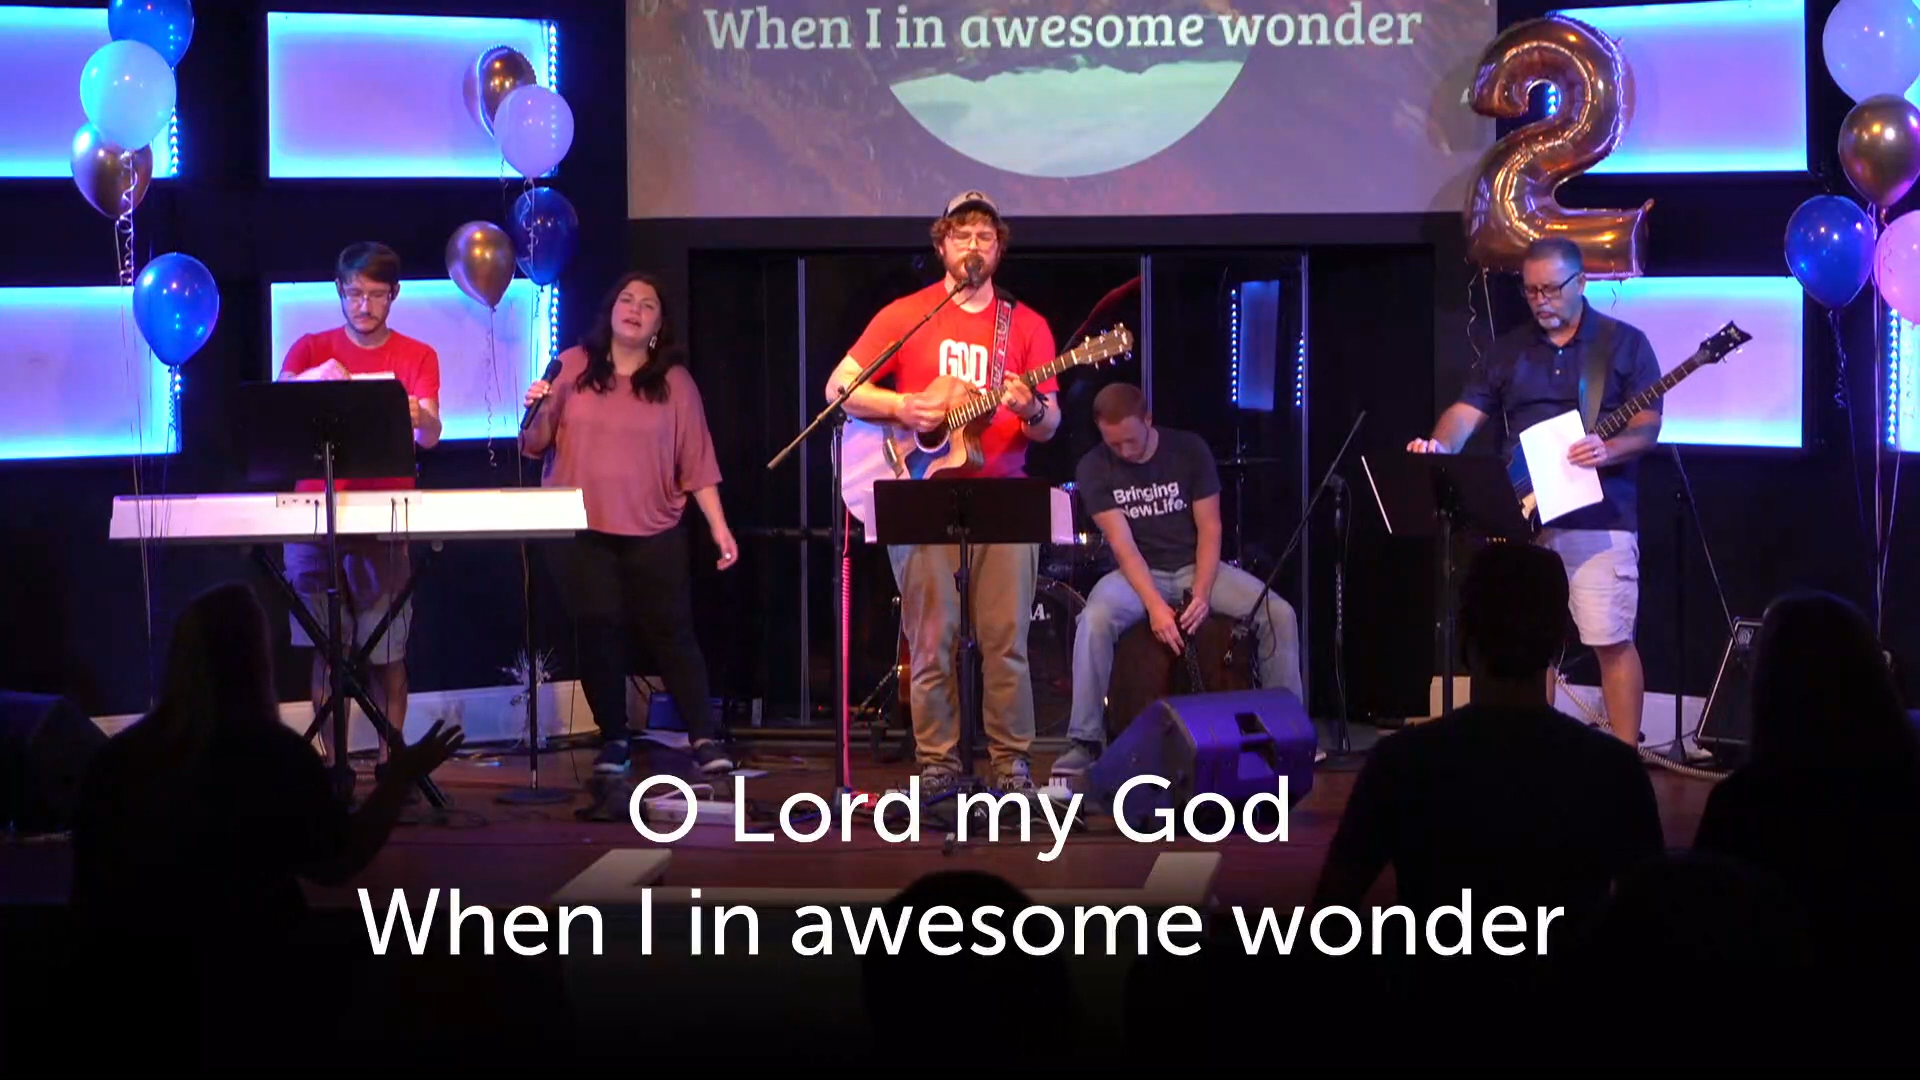 When I in awesome wonder
2
GOD
Bringing
New Life.
O Lord my God
When I in awesome wonder